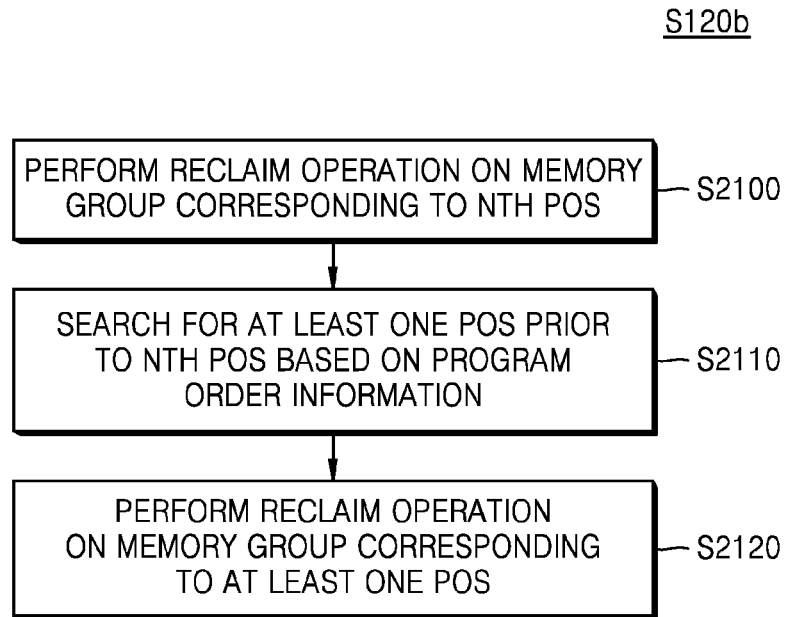 S120b
PERFORM RECLAIM OPERATION ON MEMORY
GROUP CORRESPONDING TO NTH POS
S2100
SEARCH FOR AT LEAST ONE POS PRIOR
TO NTH POS BASED ON PROGRAM
ORDER INFORMATION
S2110
PERFORM RECLAIM OPERATION
ON MEMORY GROUP CORRESPONDING
TO AT LEAST ONE POS
S2120